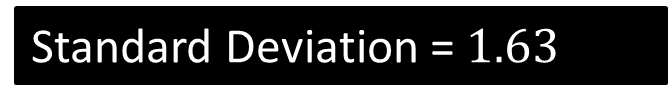 Standard Deviation = 1.63